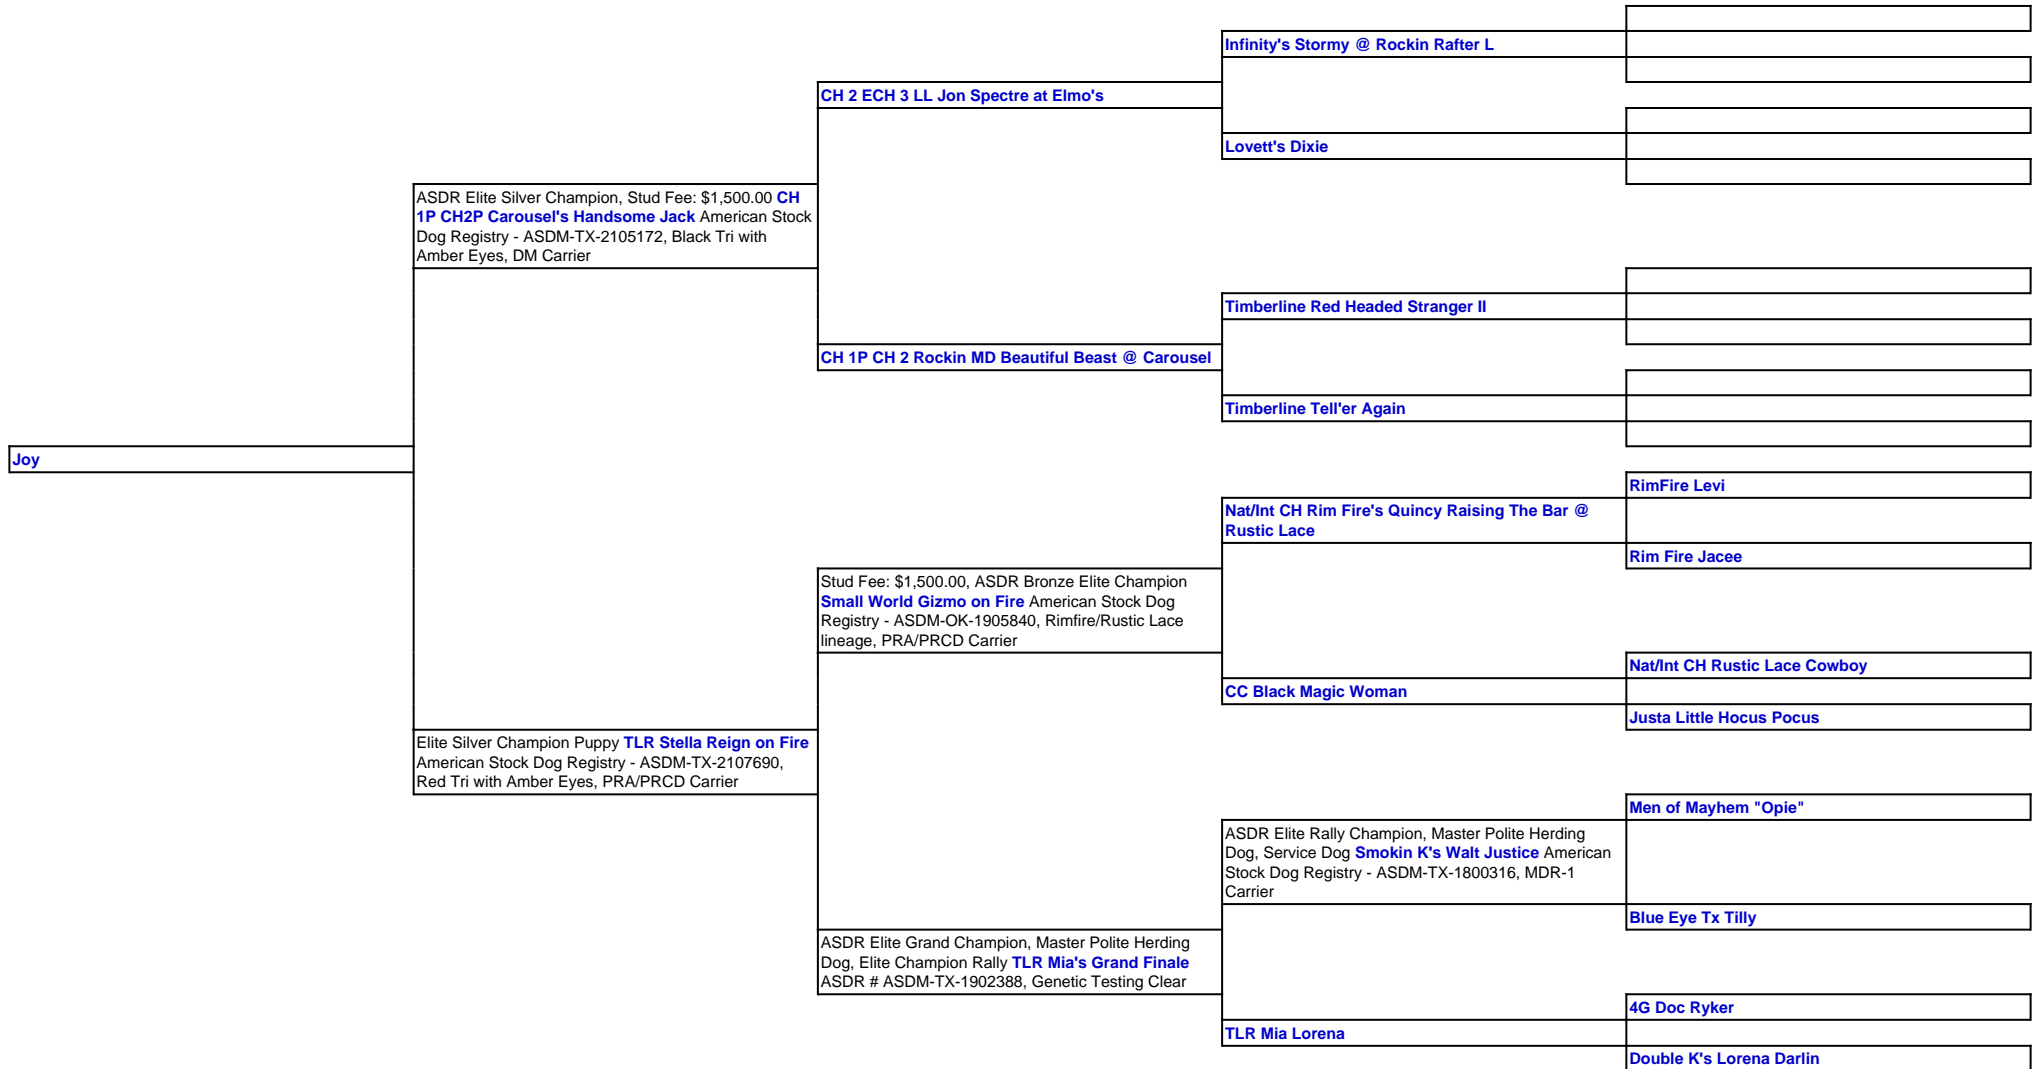 Infinity's Stormy @ Rockin Rafter L
CH 2 ECH 3 LL Jon Spectre at Elmo's
Lovett's Dixie
ASDR Elite Silver Champion, Stud Fee: $1,500.00 CH
1P CH2P Carousel's Handsome Jack American Stock
Dog Registry - ASDM-TX-2105172, Black Tri with
Amber Eyes, DM Carrier
Timberline Red Headed Stranger II
CH 1P CH 2 Rockin MD Beautiful Beast @ Carousel
Timberline Tell'er Again
Joy
RimFire Levi
Nat/Int CH Rim Fire's Quincy Raising The Bar @
Rustic Lace
Rim Fire Jacee
Stud Fee: $1,500.00, ASDR Bronze Elite Champion
Small World Gizmo on Fire American Stock Dog
Registry - ASDM-OK-1905840, Rimfire/Rustic Lace
lineage, PRA/PRCD Carrier
Nat/Int CH Rustic Lace Cowboy
CC Black Magic Woman
Justa Little Hocus Pocus
Elite Silver Champion Puppy TLR Stella Reign on Fire
American Stock Dog Registry - ASDM-TX-2107690,
Red Tri with Amber Eyes, PRA/PRCD Carrier
Men of Mayhem "Opie"
ASDR Elite Rally Champion, Master Polite Herding
Dog, Service Dog Smokin K's Walt Justice American
Stock Dog Registry - ASDM-TX-1800316, MDR-1
Carrier
Blue Eye Tx Tilly
ASDR Elite Grand Champion, Master Polite Herding
Dog, Elite Champion Rally TLR Mia's Grand Finale
ASDR # ASDM-TX-1902388, Genetic Testing Clear
4G Doc Ryker
TLR Mia Lorena
Double K's Lorena Darlin